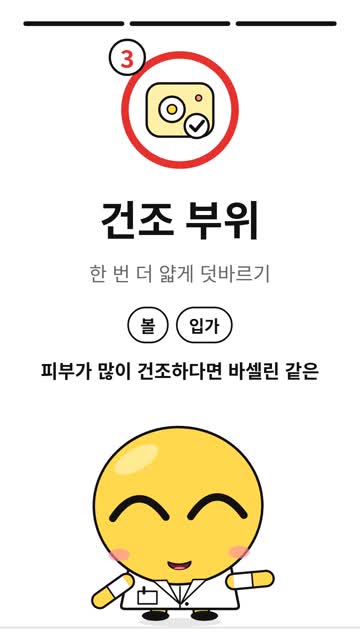 3
건조 부위
한 번 더 얇게 덧바르기
볼 입가
피부가 많이 건조하다면 바셀린 같은